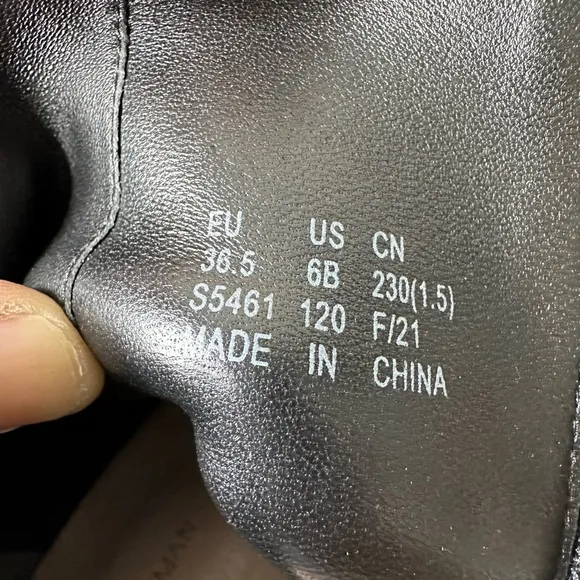 EU US CN
36.5 6B 230(1.5)
S5461 120 F/21
MADE IN CHINA